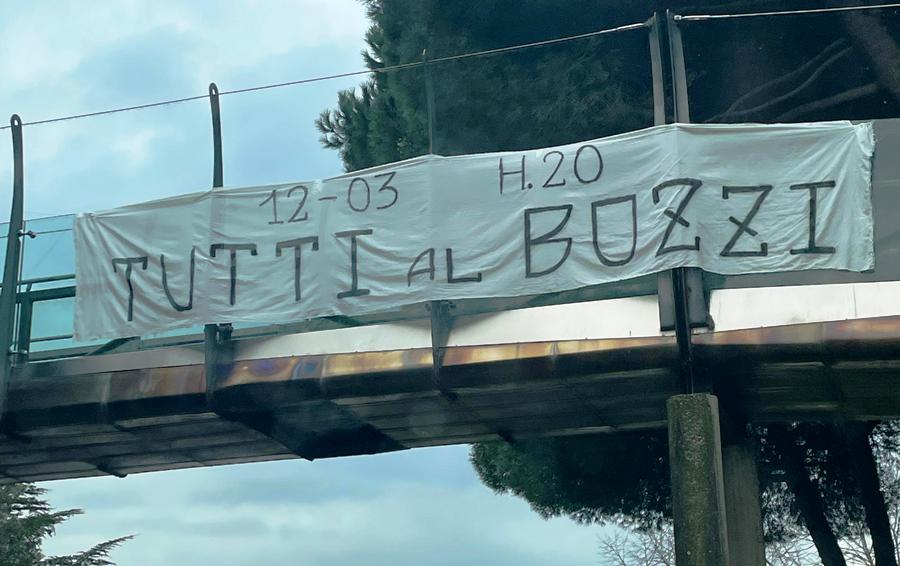 12-03 H.20
TUTTI AL BUZZI